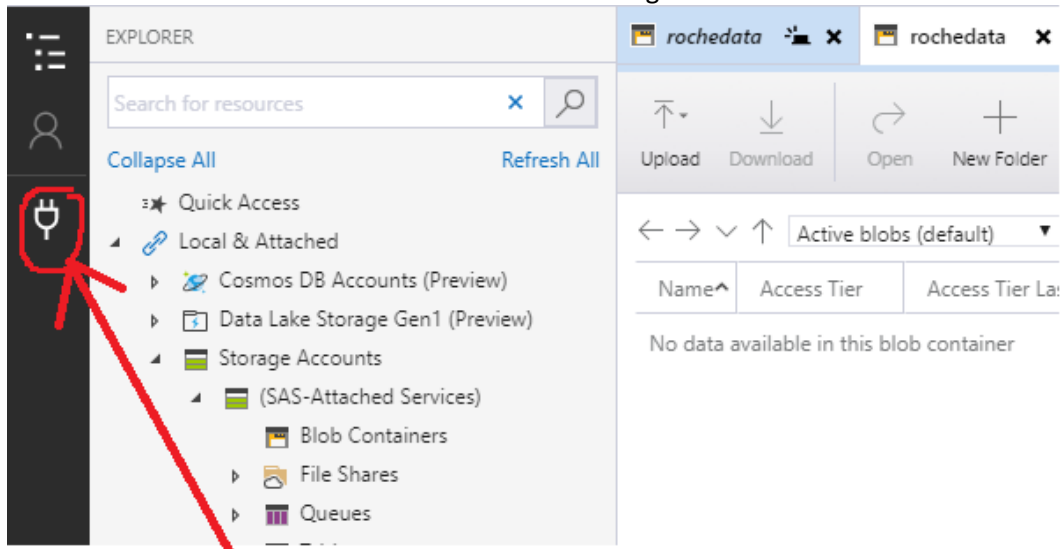 EXPLORER
Search for resources
Collapse All Refresh All
Quick Access
Local & Attached
Cosmos DB Accounts (Preview)
Data Lake Storage Gen1 (Preview)
Storage Accounts
(SAS-Attached Services)
Blob Containers
File Shares
Queues
rochedata rochedata
Upload Download Open New Folder
Active blobs (default)
Name Access Tier Access Tier
No data available in this blob container